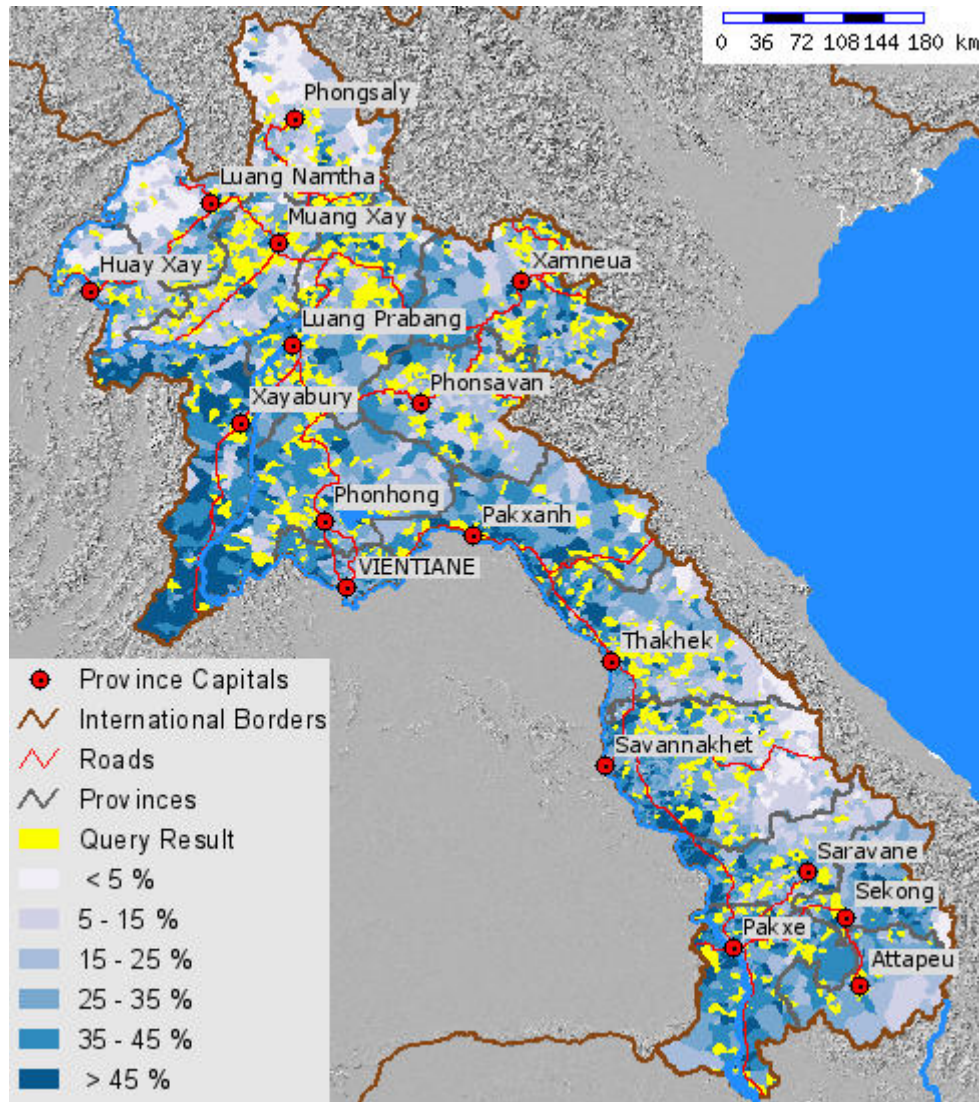 0 36 72 108 144 180 km
Phongsaly
Luang Namtha
Muang Xay
Huay Xay
Xamneua
Luang Prabang
Phonsavan
Xayabury
Phonhong
Pakxanh
VIENTIANE
Thakhek
Savannakhet
Saravane
Sekong
Pakxe
Attapeu
Province Capitals
International Borders
Roads
Provinces
Query Result
< 5 %
5 - 15 %
15 - 25 %
25 - 35 %
35 - 45 %
> 45 %